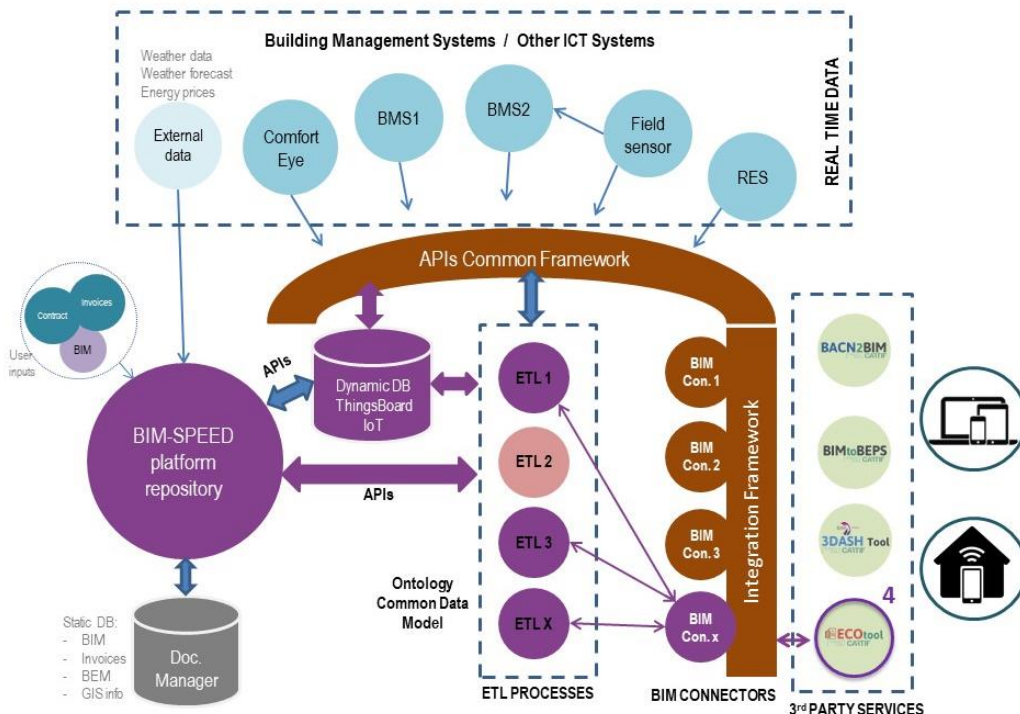 Building Management Systems / Other ICT Systems
Weather data
Weather forecast
Energy prices
External
data
Comfort
Eye
BMS1
BMS2
Field
sensor
RES
REAL TIME DATA
APIs Common Framework
Contract
Invoices
BIM
User
inputs
BIM-SPEED
platform
repository
APIs
Dynamic DB
ThingsBoard
IoT
APIs
ETL 1
ETL 2
ETL 3
ETL X
Ontology
Common Data
Model
ETL PROCESSES
BIM
Con. 1
BIM
Con. 2
BIM
Con. 3
BIM
Con. x
BIM CONNECTORS
Integration Framework
BACN2BIM
CARTIF
BIMtoBEPS
CARTIF
3DASH Tool
CARTIF
4
ECOtool
CARTIF
3rd PARTY SERVICES
Static DB:
- BIM
- Invoices
- BEM
- GIS info
Doc.
Manager